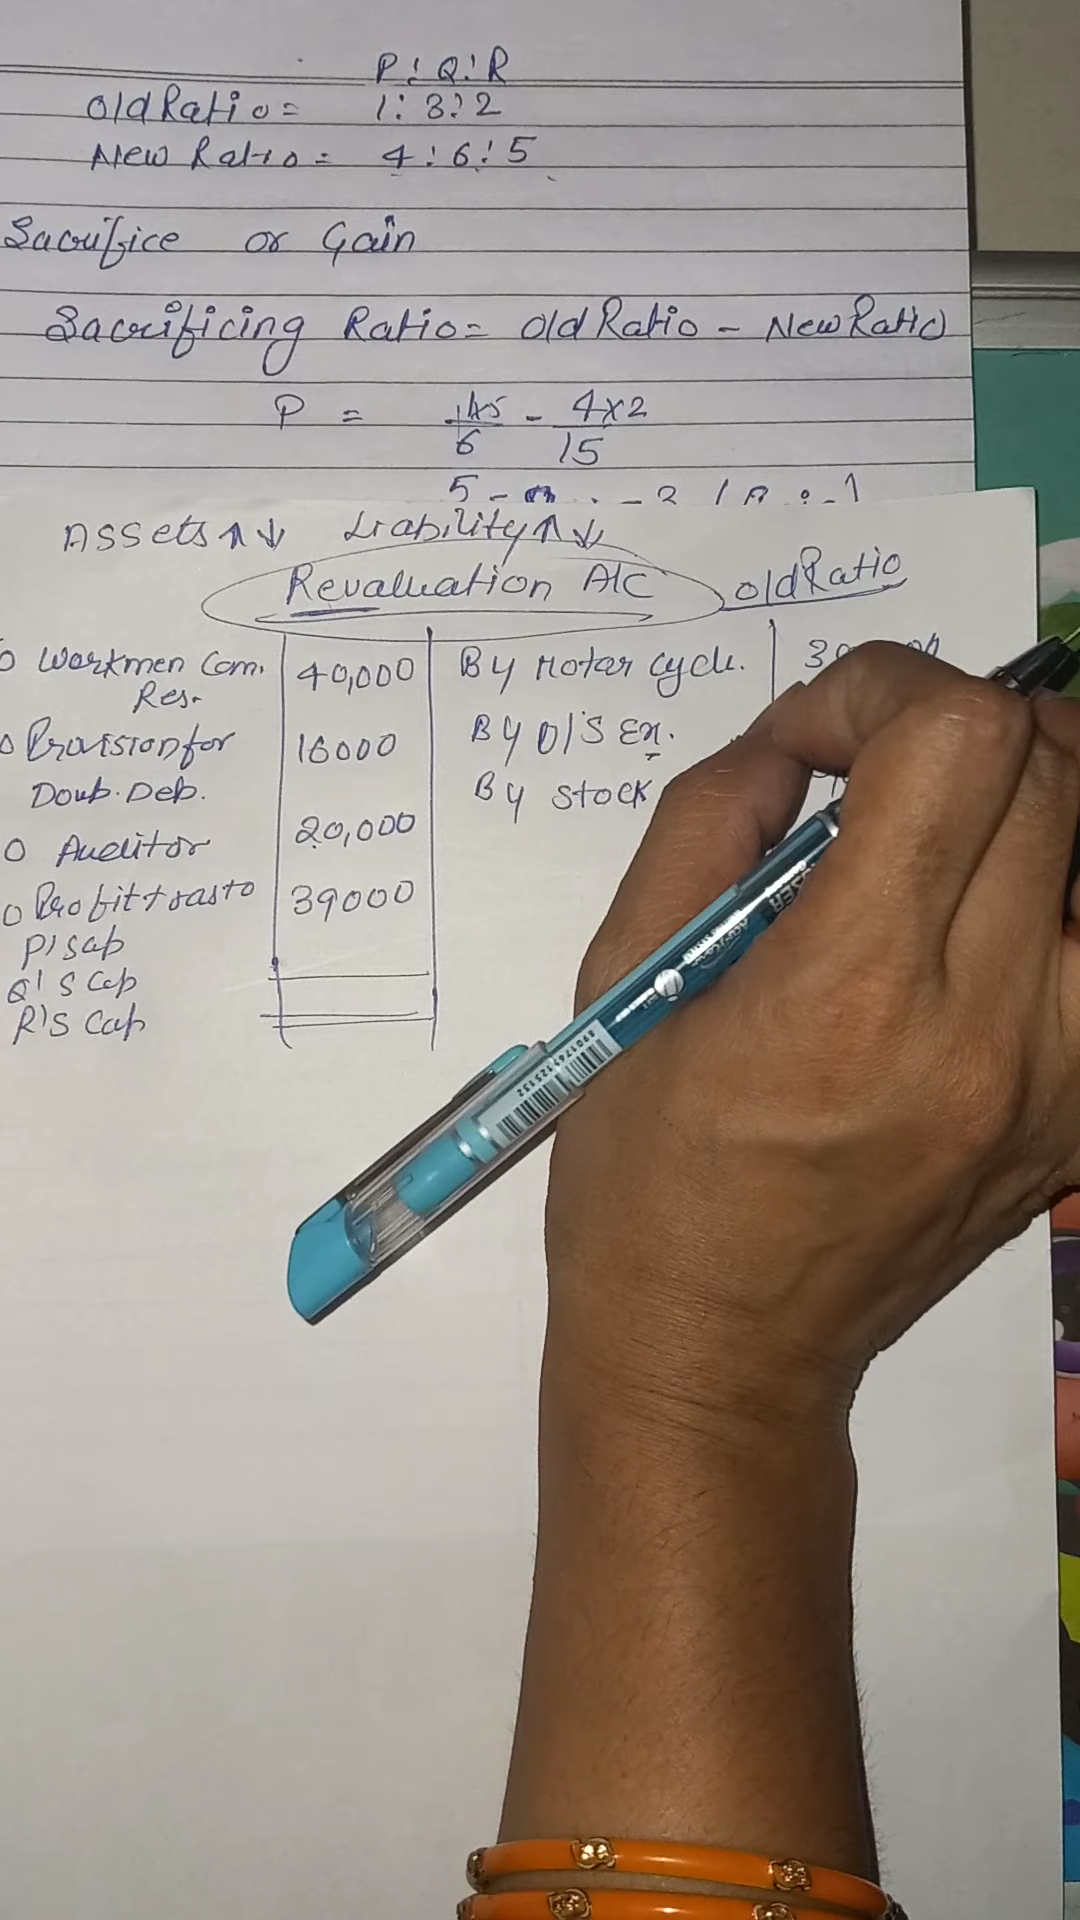 P : Q : R
Old Ratio = 1 : 3 : 2
New Ratio = 4 : 6 : 5
Sacrifice or Gain
Sacrificing Ratio = Old Ratio - New Ratio
P = - 4x2
6 15
Assets ↑↓ Liability ↑↓
Revaluation A/C Old Ratio
Workmen Com. 40,000 By Motar cycle.
Res.
Provision for 16000 By O/S Ex.
Doub. Deb. By Stock
Auditor 20,000
Profit trasto 39000
P's cap
Q's Cap
R's Cap
8901767125132